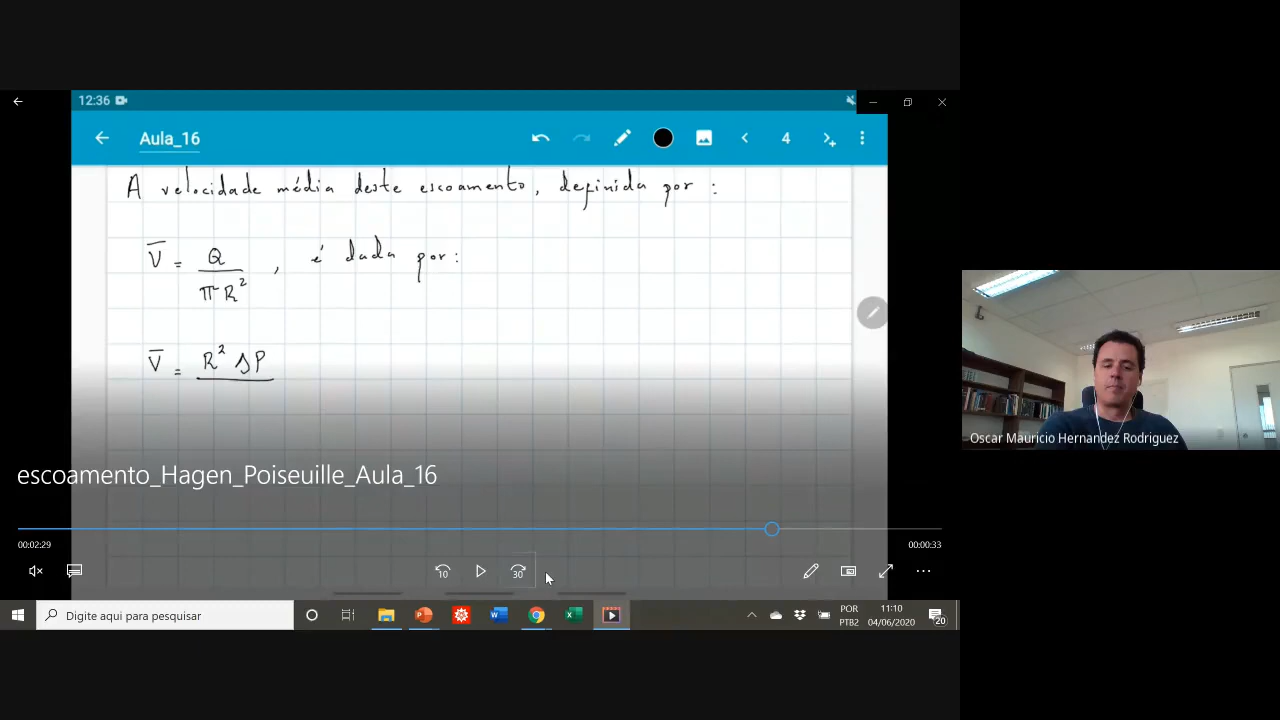 12:36
Aula_16
4
A velocidade média deste escoamento, definida por :
V̅ = Q / πR² , é dada por :
V̅ = R² ΔP
escoamento_Hagen_Poiseuille_Aula_16
00:02:29
00:00:33
10
30
Oscar Mauricio Hernandez Rodriguez
Digite aqui para pesquisar
POR
PTB2
11:10
04/06/2020
20